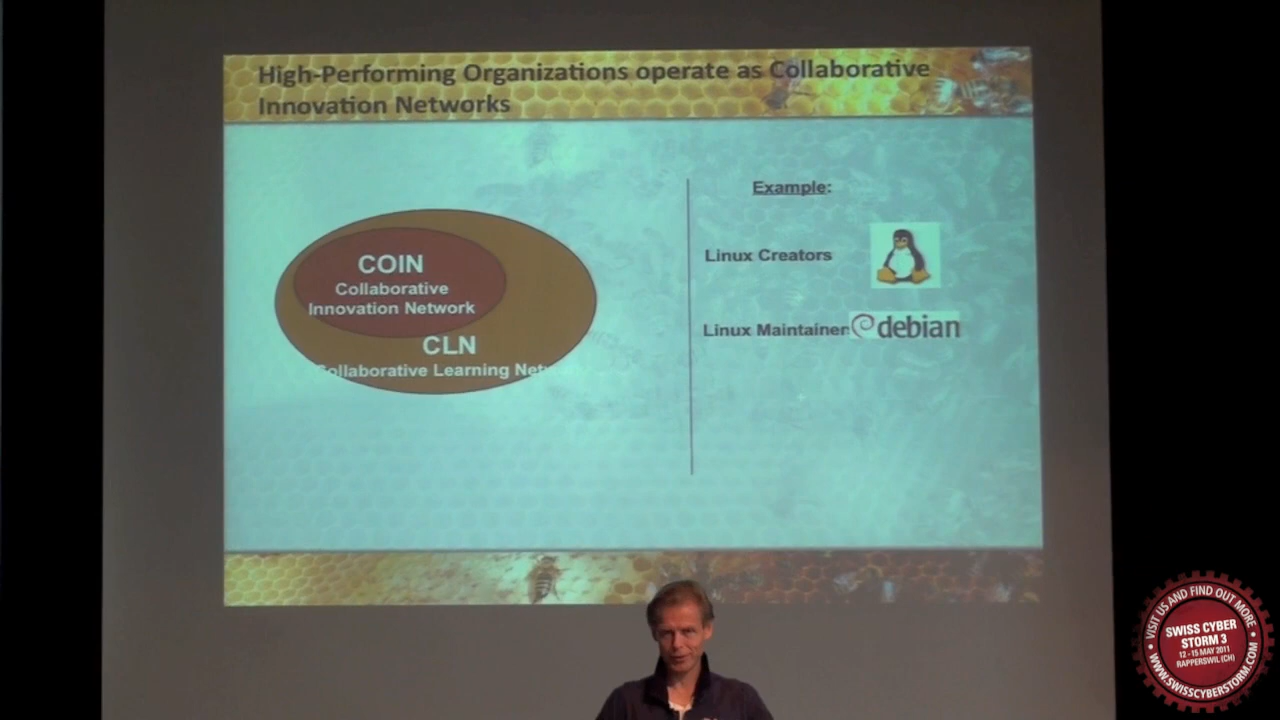 High-Performing Organizations operate as Collaborative
Innovation Networks
COIN
Collaborative
Innovation Network
CLN
Collaborative Learning
Example:
Linux Creators
Linux Maintainer
debian
VISIT US AND FIND OUT MORE
SWISS CYBER
STORM 3
12 - 15 MAY 2011
RAPPERSWIL (CH)
WWW.SWISSCYBERSTORM.COM